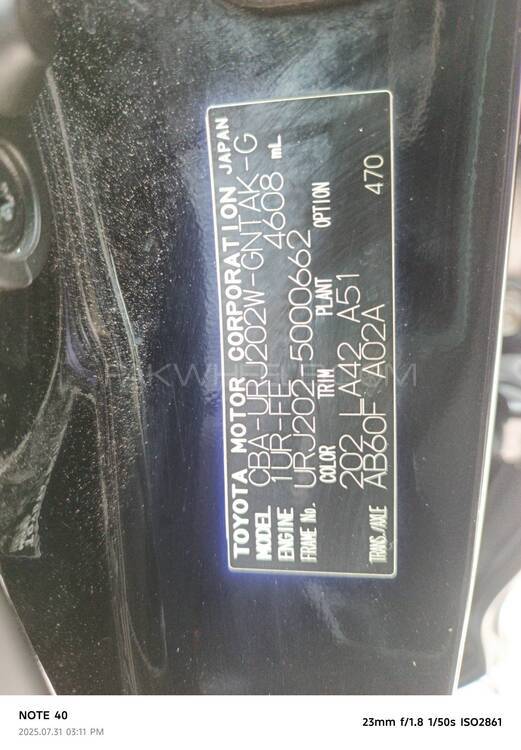 TOYOTA MOTOR CORPORATION JAPAN
MODEL CBA-URJ202W-GNTAK-G
ENGINE 1UR-FE 4608 mL
FRAME No. URJ202-5000662
COLOR TRIM PLANT OPTION
202 LA42 A51 470
TRANS./AXLE AB60F A02A
PAKWHEELS.COM
NOTE 40
2025.07.31 03:11 PM
23mm f/1.8 1/50s ISO2861